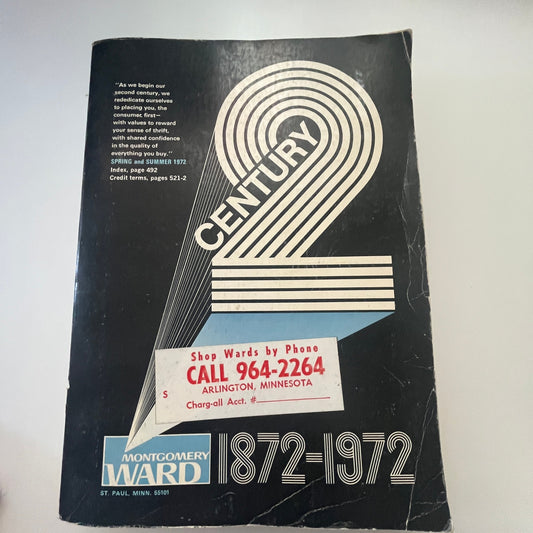 "As we begin our
second century, we
rededicate ourselves
to placing you, the
consumer, first—
with values to reward
your sense of thrift,
with shared confidence
in the quality of
everything you buy."
SPRING and SUMMER 1972
Index, page 492
Credit terms, pages 521-2
2
CENTURY
Shop Wards by Phone
CALL 964-2264
S
ARLINGTON, MINNESOTA
Charg-all Acct. #
MONTGOMERY
WARD
1872-1972
ST. PAUL, MINN. 55101